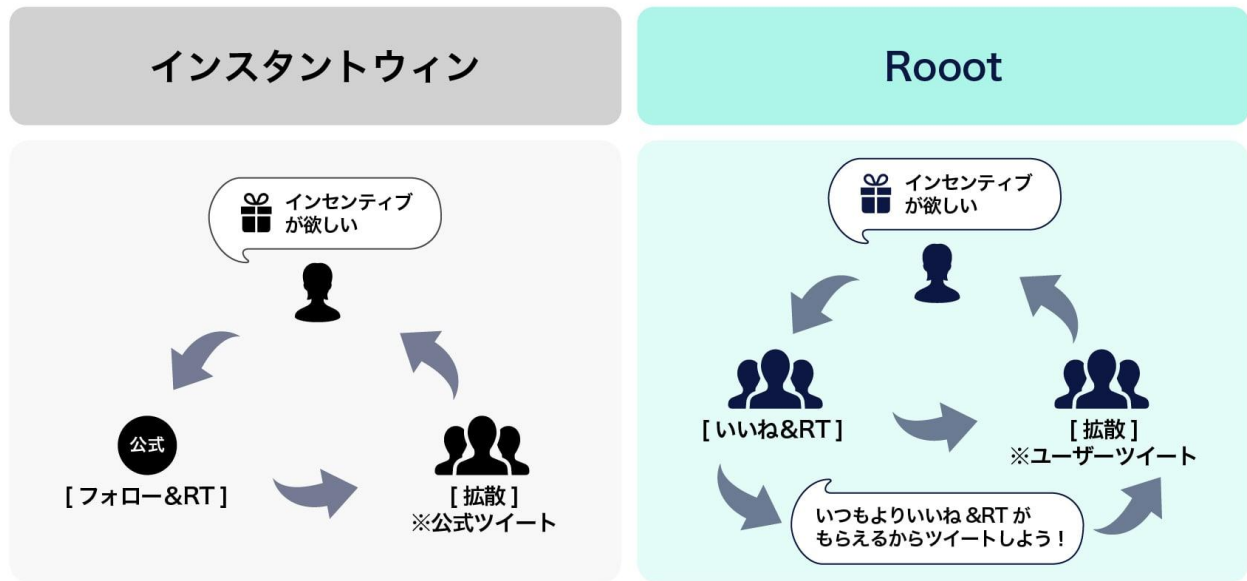 インスタントウィン
インセンティブ
が欲しい
公式
[ フォロー&RT ]
[ 拡散 ]
※公式ツイート
Rooot
インセンティブ
が欲しい
[ いいね&RT ]
[ 拡散 ]
※ユーザーツイート
いつもよりいいね &RT が
もらえるからツイートしよう！